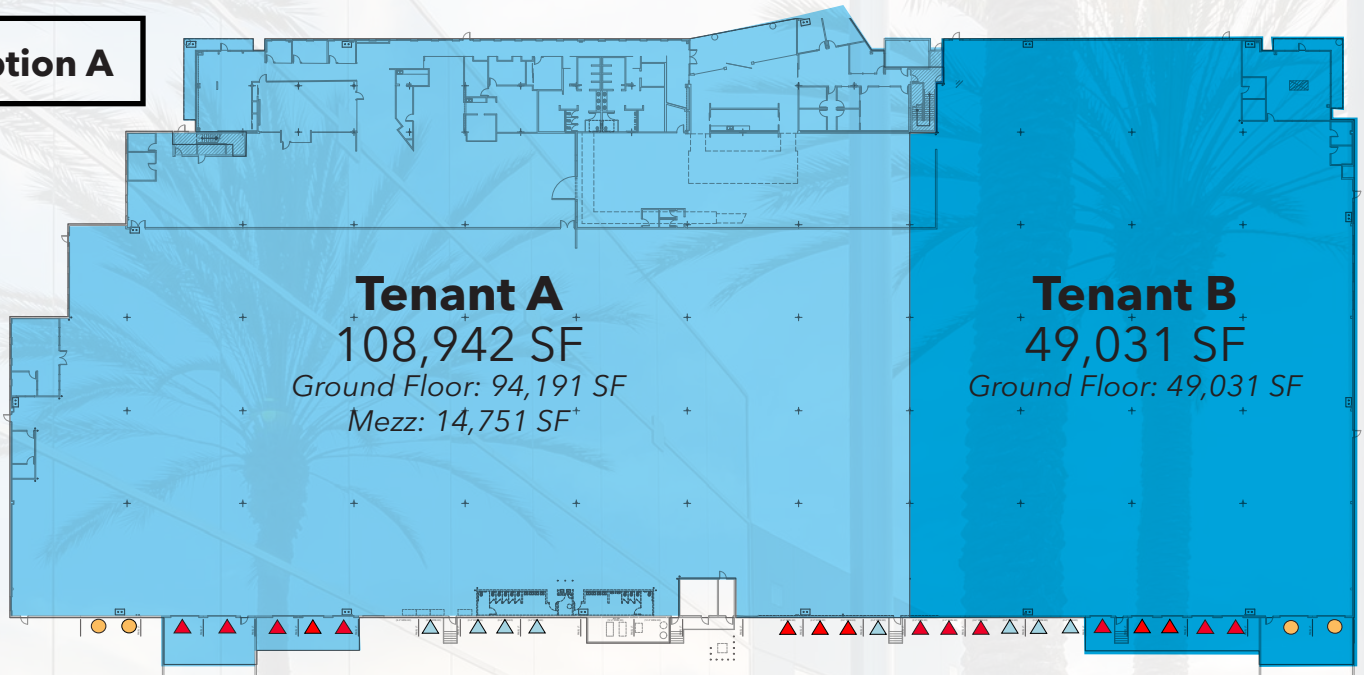 ption A
Tenant A
108,942 SF
Ground Floor: 94,191 SF
Mezz: 14,751 SF
Tenant B
49,031 SF
Ground Floor: 49,031 SF